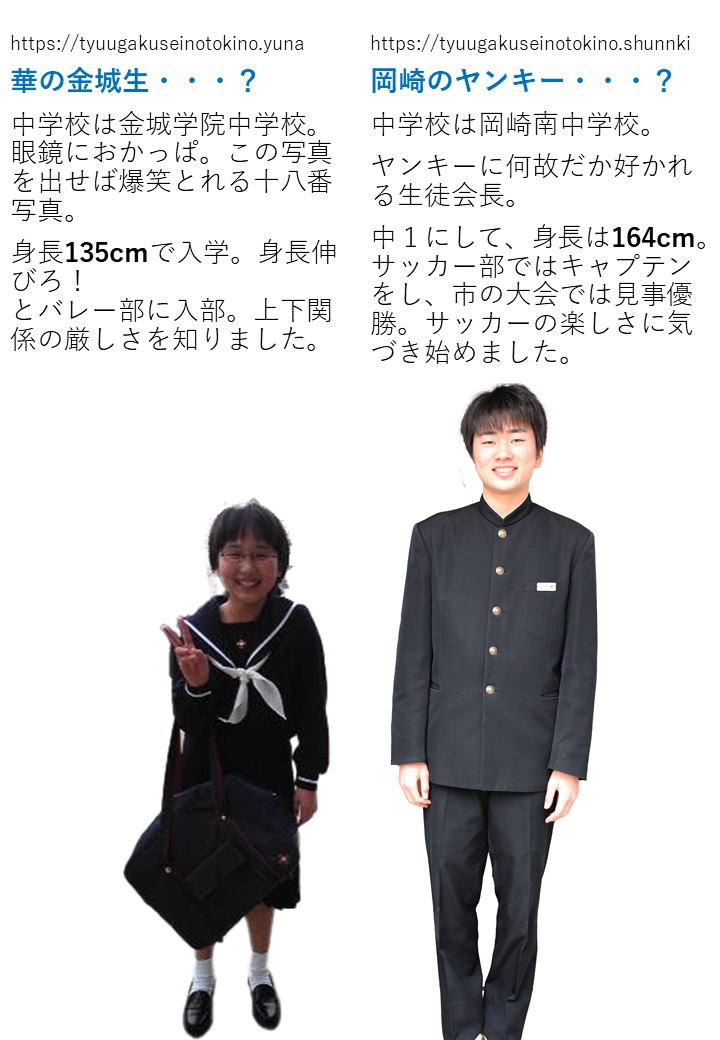 https://tyuugakuseinotokino.yuna
華の金城生・・・？
中学校は金城学院中学校。
眼鏡におかっぱ。この写真
を出せば爆笑とれる十八番
写真。
身長135cmで入学。身長伸
びろ！
とバレー部に入部。上下関
係の厳しさを知りました。
https://tyuugakuseinotokino.shunnki
岡崎のヤンキー・・・？
中学校は岡崎南中学校。
ヤンキーに何故だか好かれ
る生徒会長。
中１にして、身長は164cm。
サッカー部ではキャプテン
をし、市の大会では見事優
勝。サッカーの楽しさに気
づき始めました。